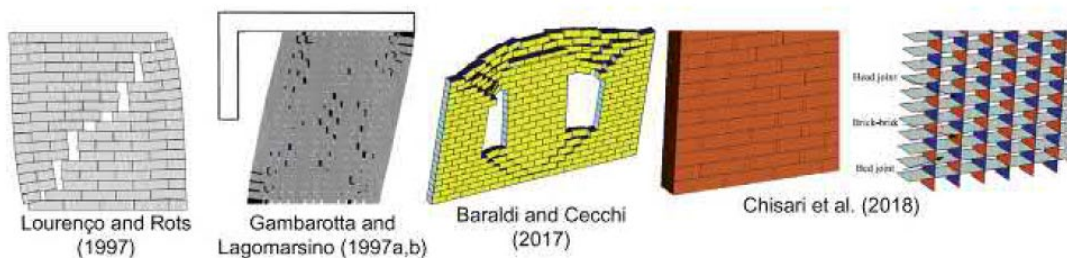 Head joint
Brick-brick
Bed joint
Lourenço and Rots
(1997)
Gambarotta and
Lagomarsino (1997a,b)
Baraldi and Cecchi
(2017)
Chisari et al. (2018)